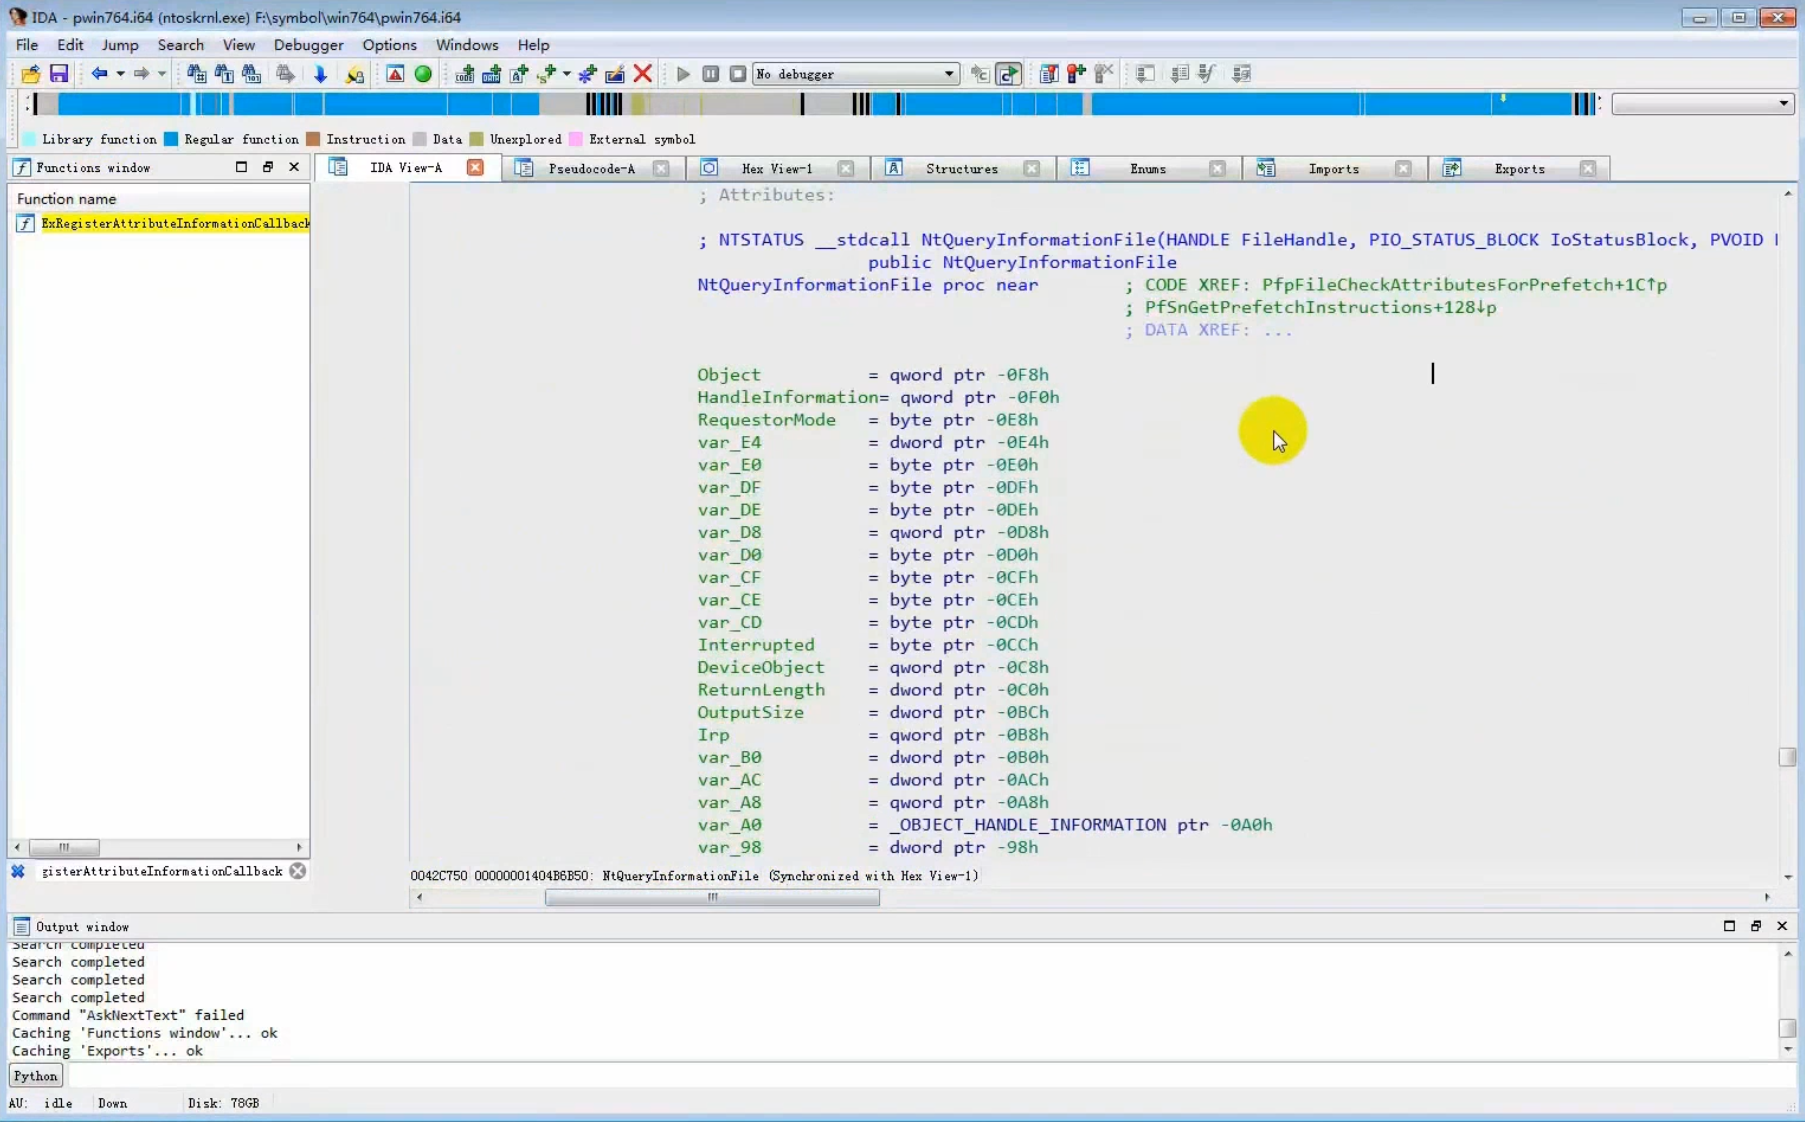 IDA - pwin764.i64 (ntoskrnl.exe) F:\symbol\win764\pwin764.i64
File Edit Jump Search View Debugger Options Windows Help
No debugger
Library function Regular function Instruction Data Unexplored External symbol
Functions window
IDA View-A Pseudocode-A Hex View-1 Structures Enums Imports Exports
Function name
ExRegisterAttributeInformationCallback
; Attributes:
; NTSTATUS __stdcall NtQueryInformationFile(HANDLE FileHandle, PIO_STATUS_BLOCK IoStatusBlock, PVOID
public NtQueryInformationFile
NtQueryInformationFile proc near ; CODE XREF: PfpFileCheckAttributesForPrefetch+1C↑p
; PfSnGetPrefetchInstructions+128↓p
; DATA XREF: ...
Object = qword ptr -0F8h
HandleInformation= qword ptr -0F0h
RequestorMode = byte ptr -0E8h
var_E4 = dword ptr -0E4h
var_E0 = byte ptr -0E0h
var_DF = byte ptr -0DFh
var_DE = byte ptr -0DEh
var_D8 = qword ptr -0D8h
var_D0 = byte ptr -0D0h
var_CF = byte ptr -0CFh
var_CE = byte ptr -0CEh
var_CD = byte ptr -0CDh
Interrupted = byte ptr -0CCh
DeviceObject = qword ptr -0C8h
ReturnLength = dword ptr -0C0h
OutputSize = dword ptr -0BCh
Irp = qword ptr -0B8h
var_B0 = dword ptr -0B0h
var_AC = dword ptr -0ACh
var_A8 = qword ptr -0A8h
var_A0 = _OBJECT_HANDLE_INFORMATION ptr -0A0h
var_98 = dword ptr -98h
gisterAttributeInformationCallback
0042C750 00000001404B6B50: NtQueryInformationFile (Synchronized with Hex View-1)
Output window
Search completed
Search completed
Search completed
Search completed
Command "AskNextText" failed
Caching 'Functions window'... ok
Caching 'Exports'... ok
Python
AU: idle Down Disk: 78GB